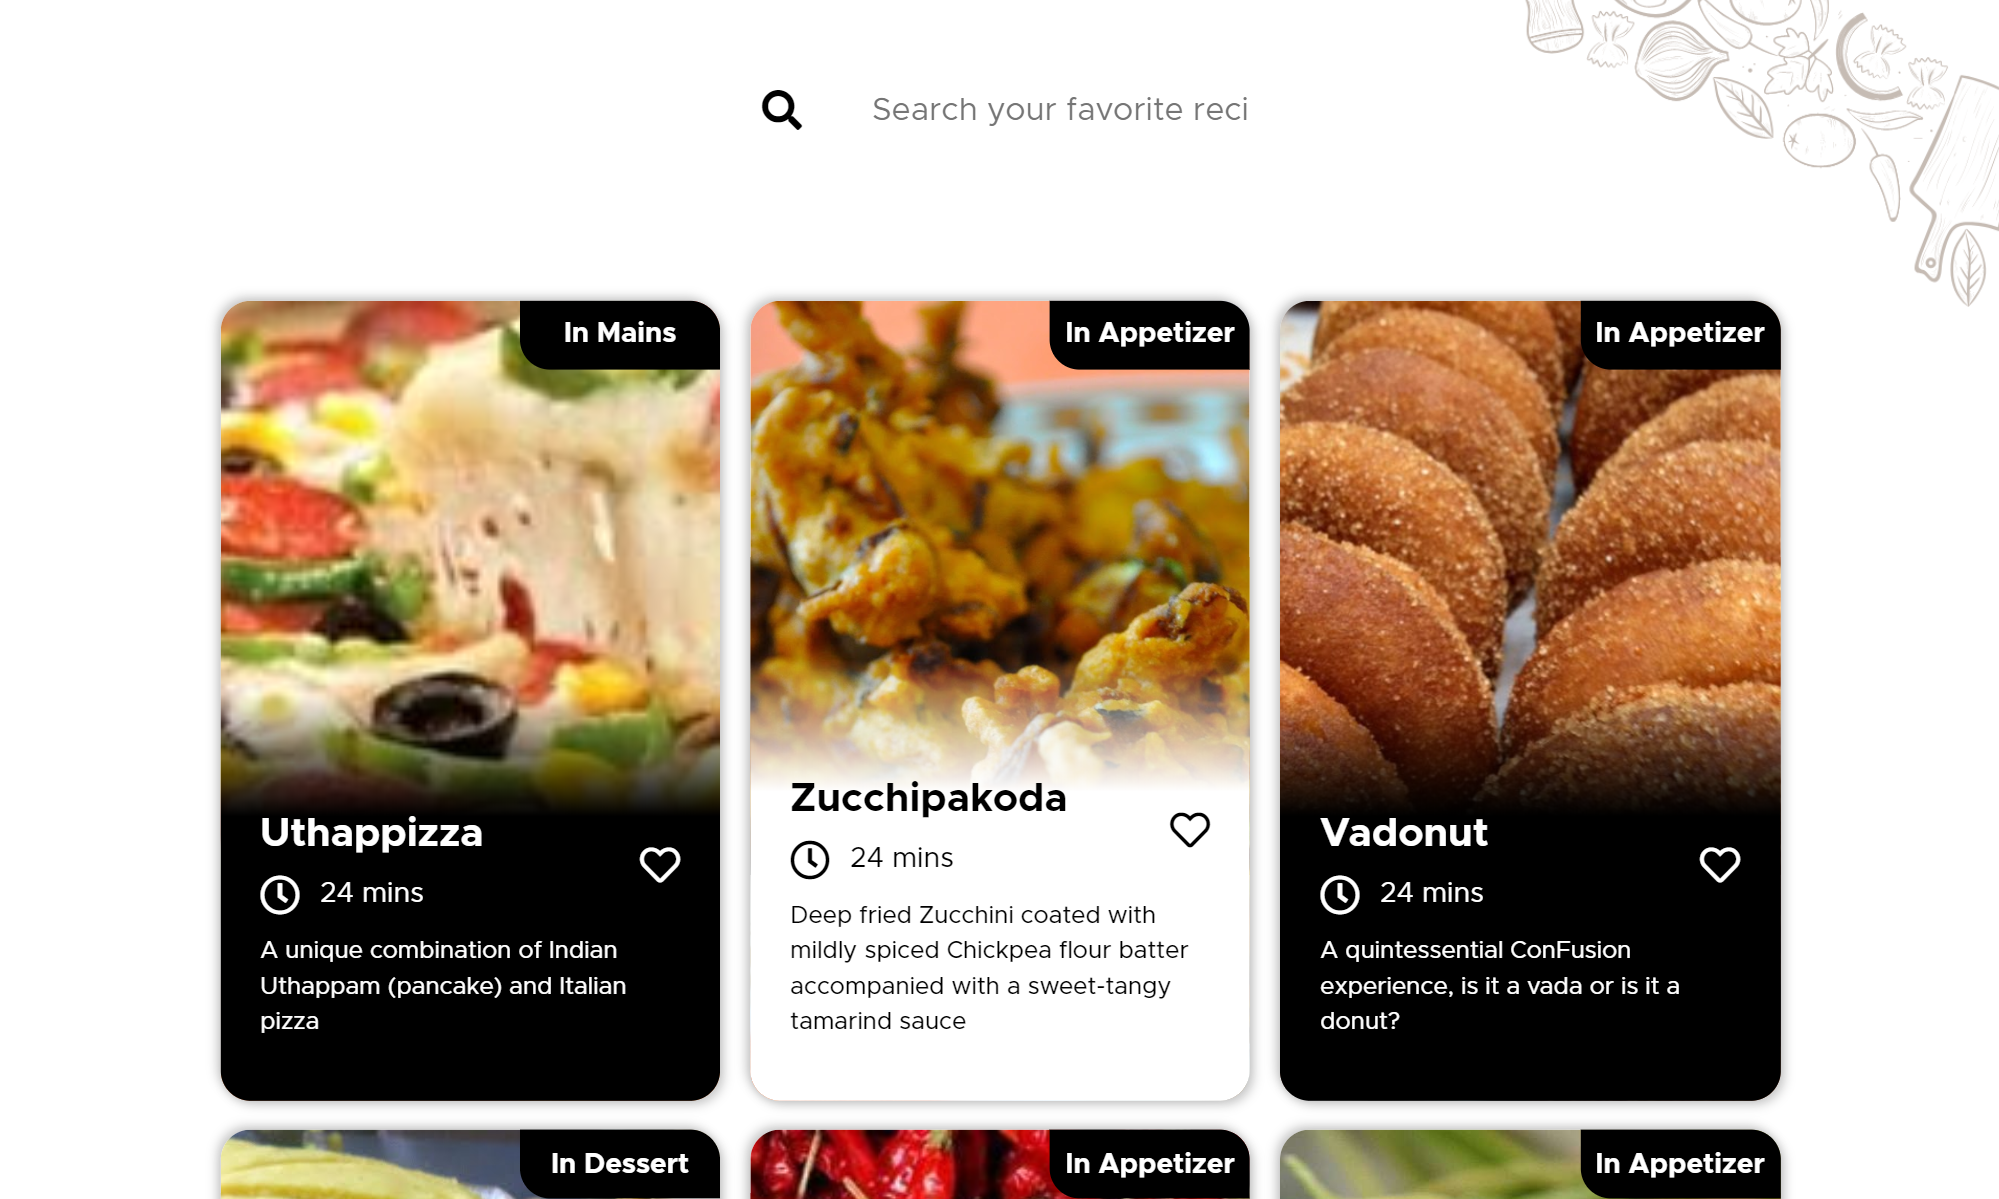 Search your favorite reci
In Mains
Uthappizza
24 mins
A unique combination of Indian
Uthappam (pancake) and Italian
pizza
In Appetizer
Zucchipakoda
24 mins
Deep fried Zucchini coated with
mildly spiced Chickpea flour batter
accompanied with a sweet-tangy
tamarind sauce
In Appetizer
Vadonut
24 mins
A quintessential ConFusion
experience, is it a vada or is it a
donut?
In Dessert
In Appetizer
In Appetizer